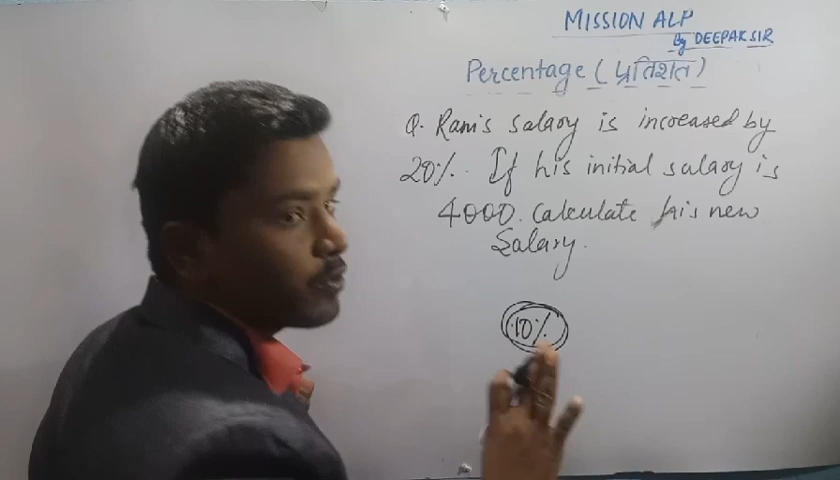 MISSION ALP
By DEEPAK SIR
Percentage (प्रतिशत)
Q. Ram's salary is increased by
20%. If his initial salary is
4000. Calculate his new
Salary.
10%